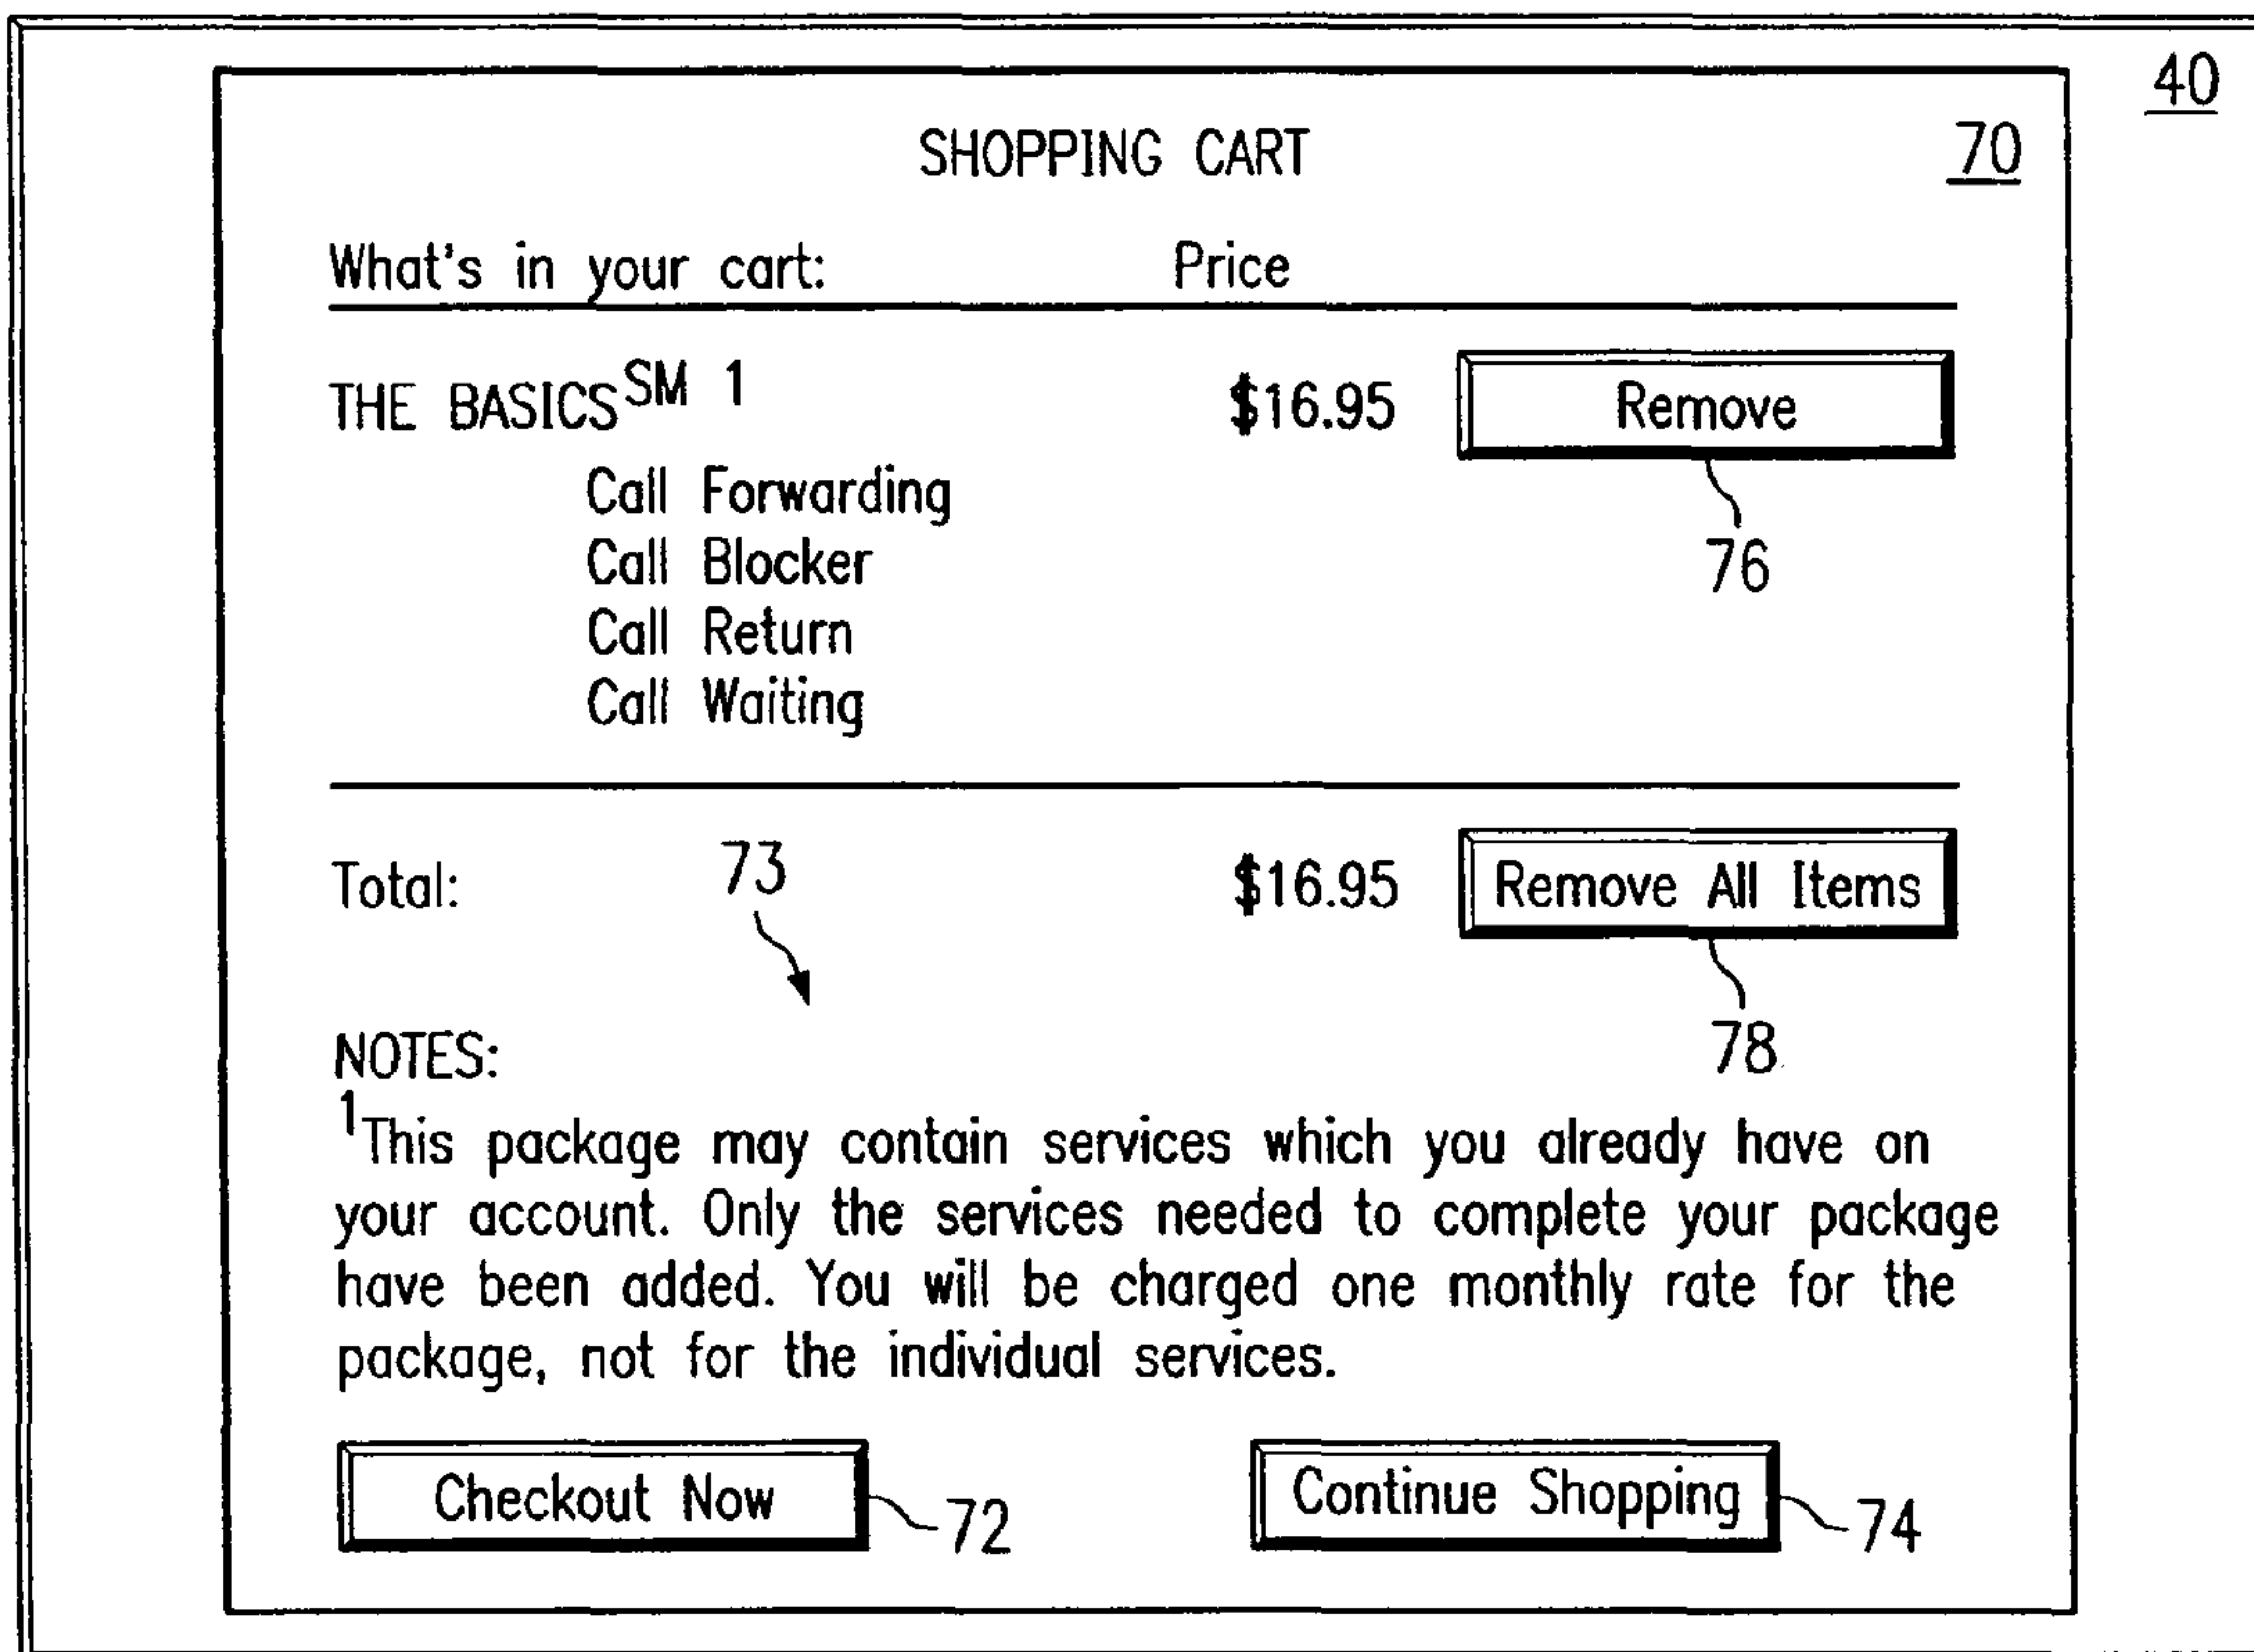 40
SHOPPING CART 70
What's in your cart: Price
THE BASICS SM 1 $16.95 Remove
Call Forwarding
Call Blocker
76
Call Return
Call Waiting
73
Total: $16.95 Remove All Items
NOTES:
78
1This package may contain services which you already have on
your account. Only the services needed to complete your package
have been added. You will be charged one monthly rate for the
package, not for the individual services.
Checkout Now 72 Continue Shopping 74